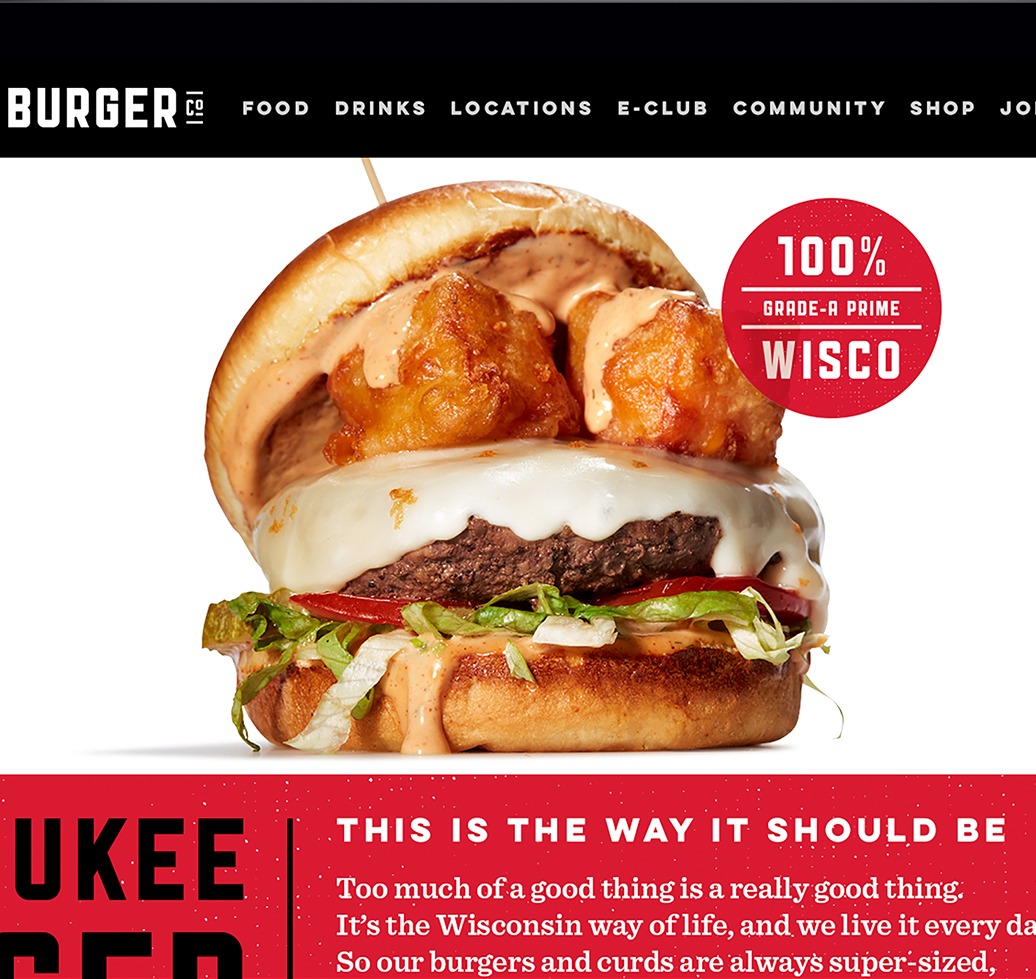 BURGER CO
FOOD DRINKS LOCATIONS E-CLUB COMMUNITY SHOP JO
100%
GRADE-A PRIME
WISCO
UKEE
THIS IS THE WAY IT SHOULD BE
Too much of a good thing is a really good thing.
It's the Wisconsin way of life, and we live it every da
So our burgers and curds are always super-sized,